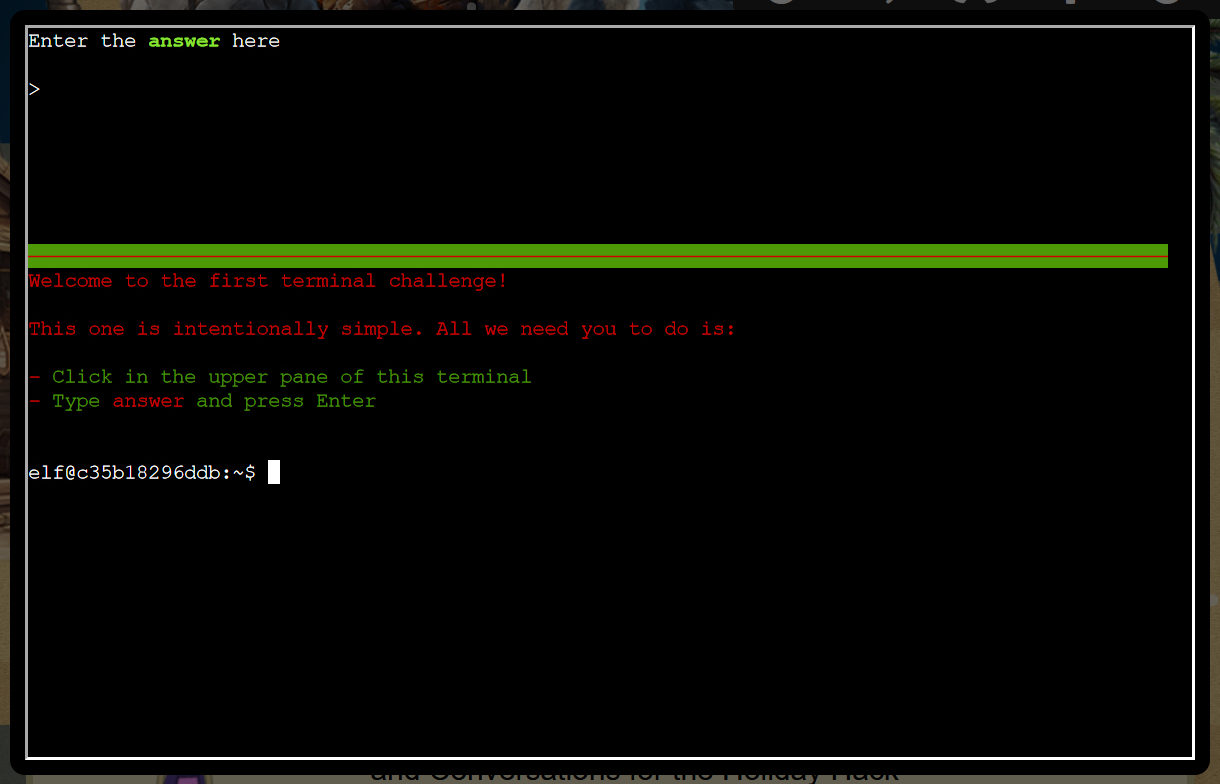 Enter the answer here
>
Welcome to the first terminal challenge!
This one is intentionally simple. All we need you to do is:
- Click in the upper pane of this terminal
- Type answer and press Enter
elf@c35b18296ddb:~$
and Conversations for the Holiday Hack